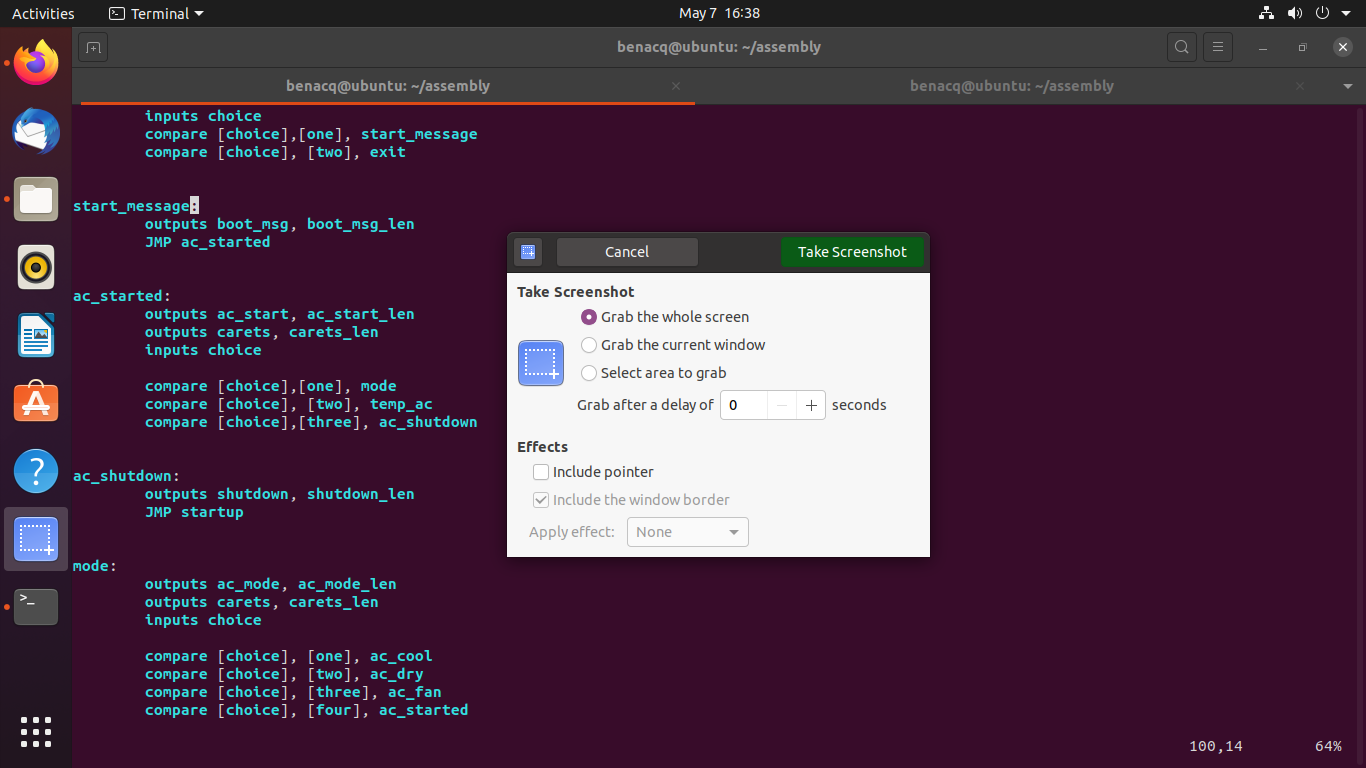 Activities
Terminal
May 7 16:38
benacq@ubuntu: ~/assembly
benacq@ubuntu: ~/assembly
benacq@ubuntu: ~/assembly
inputs choice
compare [choice],[one], start_message
compare [choice], [two], exit
start_message:
outputs boot_msg, boot_msg_len
JMP ac_started
ac_started:
outputs ac_start, ac_start_len
outputs carets, carets_len
inputs choice
compare [choice],[one], mode
compare [choice], [two], temp_ac
compare [choice],[three], ac_shutdown
ac_shutdown:
outputs shutdown, shutdown_len
JMP startup
mode:
outputs ac_mode, ac_mode_len
outputs carets, carets_len
inputs choice
compare [choice], [one], ac_cool
compare [choice], [two], ac_dry
compare [choice], [three], ac_fan
compare [choice], [four], ac_started
100,14 64%
Cancel
Take Screenshot
Take Screenshot
Grab the whole screen
Grab the current window
Select area to grab
Grab after a delay of 0 seconds
Effects
Include pointer
Include the window border
Apply effect: None